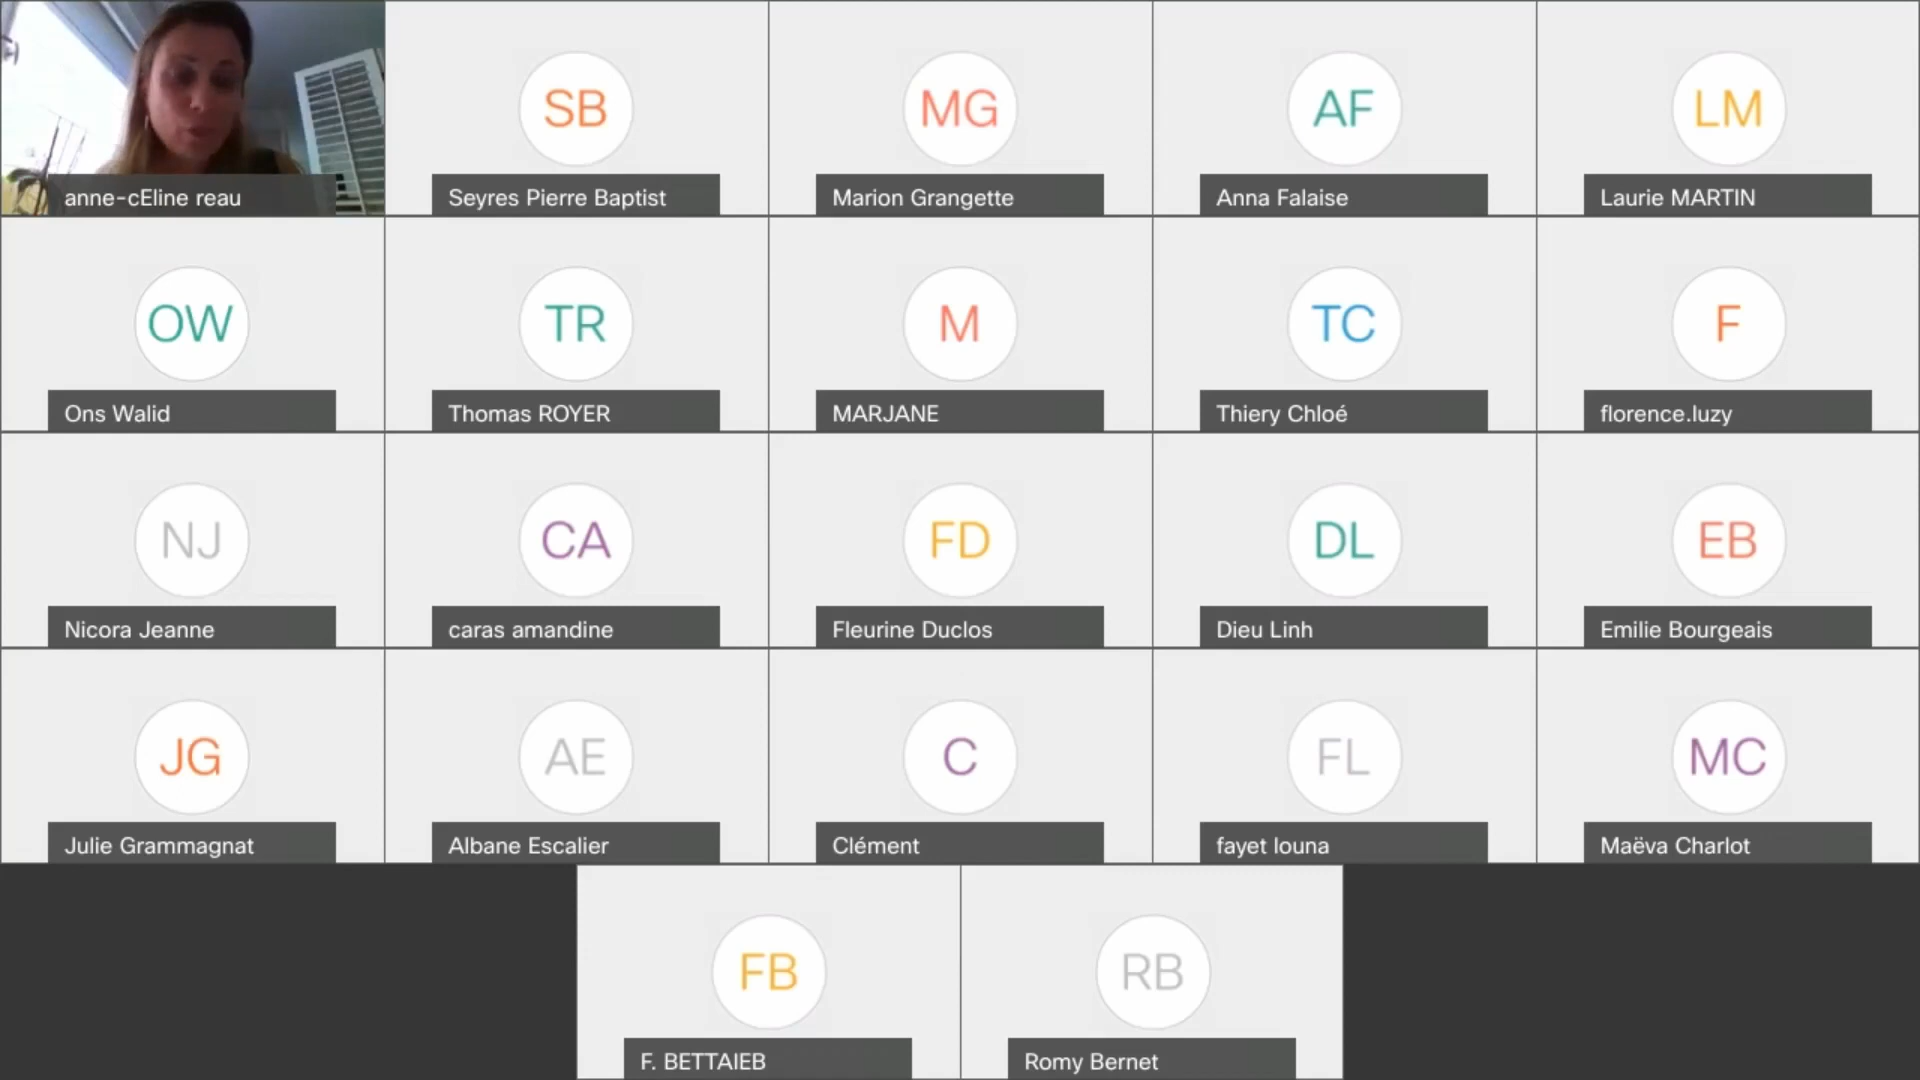 anne-cEline reau
SB
Seyres Pierre Baptist
MG
Marion Grangette
AF
Anna Falaise
LM
Laurie MARTIN
OW
Ons Walid
TR
Thomas ROYER
M
MARJANE
TC
Thiery Chloé
F
florence.luzy
NJ
Nicora Jeanne
CA
caras amandine
FD
Fleurine Duclos
DL
Dieu Linh
EB
Emilie Bourgeais
JG
Julie Grammagnat
AE
Albane Escalier
C
Clément
FL
fayet louna
MC
Maëva Charlot
FB
F. BETTAIEB
RB
Romy Bernet